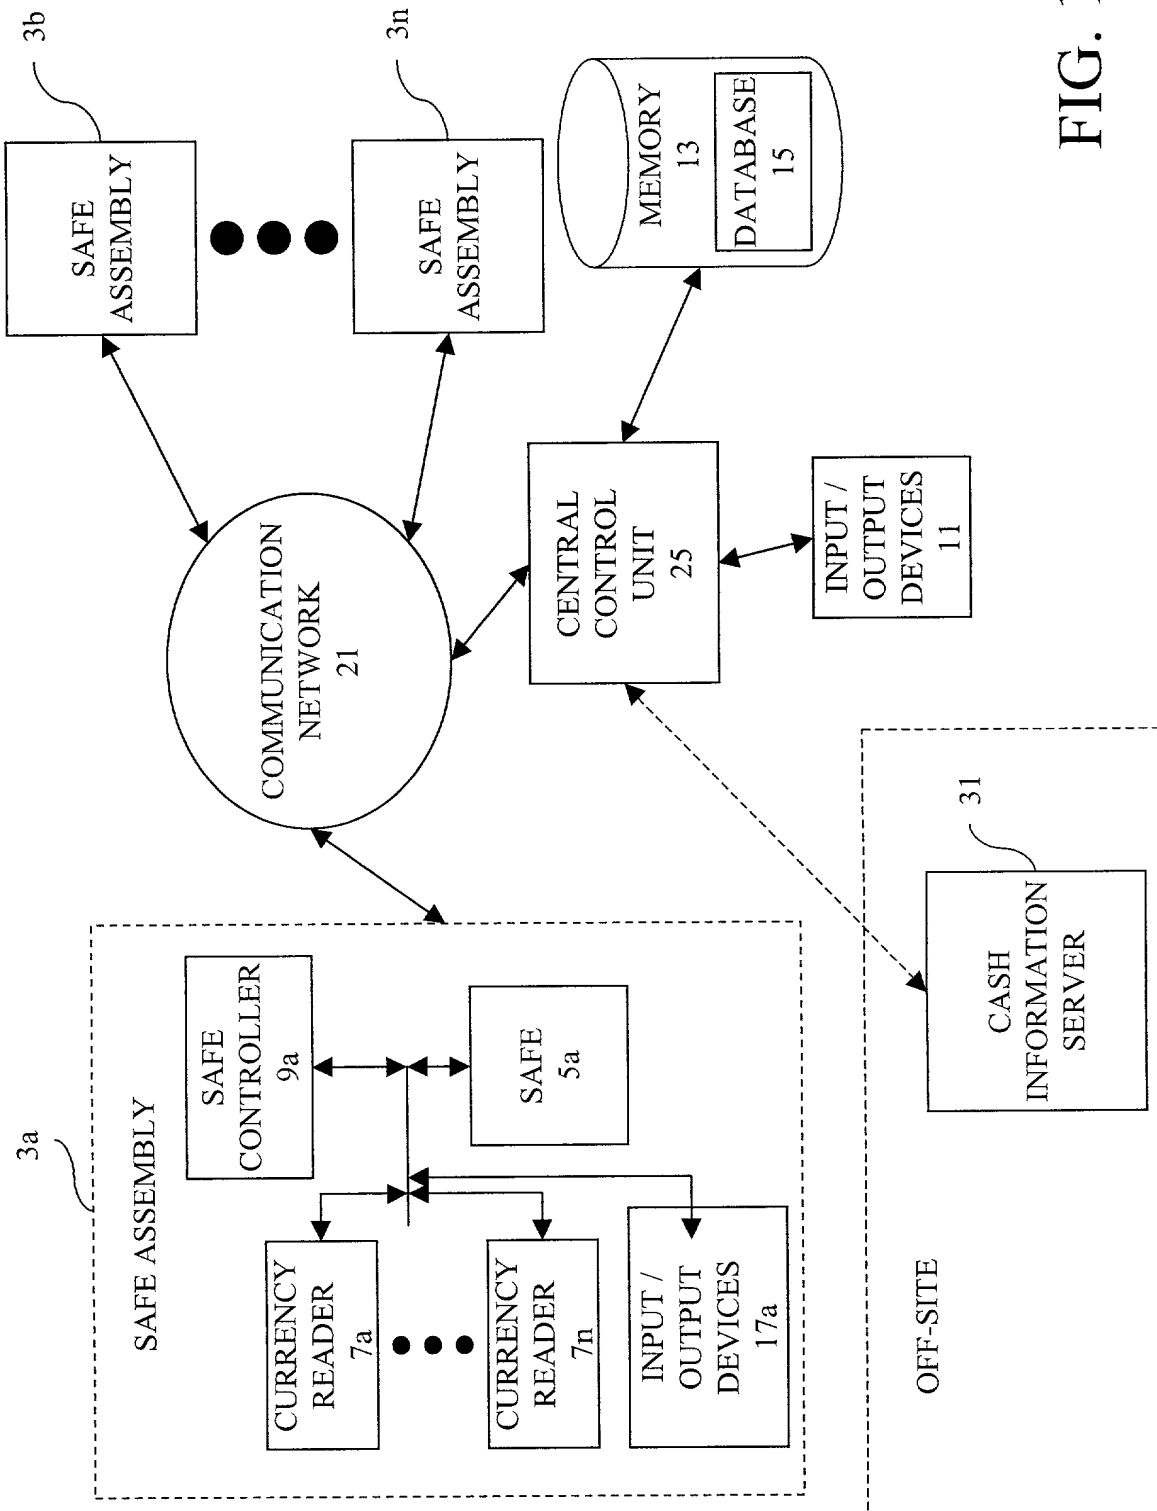 3a
SAFE ASSEMBLY
CURRENCY
READER
7a
CURRENCY
READER
7n
INPUT /
OUTPUT
DEVICES
17a
SAFE
CONTROLLER
9a
SAFE
5a
COMMUNICATION
NETWORK
21
SAFE
ASSEMBLY
3b
SAFE
ASSEMBLY
3n
CENTRAL
CONTROL
UNIT
25
MEMORY
13
DATABASE
15
INPUT /
OUTPUT
DEVICES
11
OFF-SITE
CASH
INFORMATION
SERVER
31
FIG.